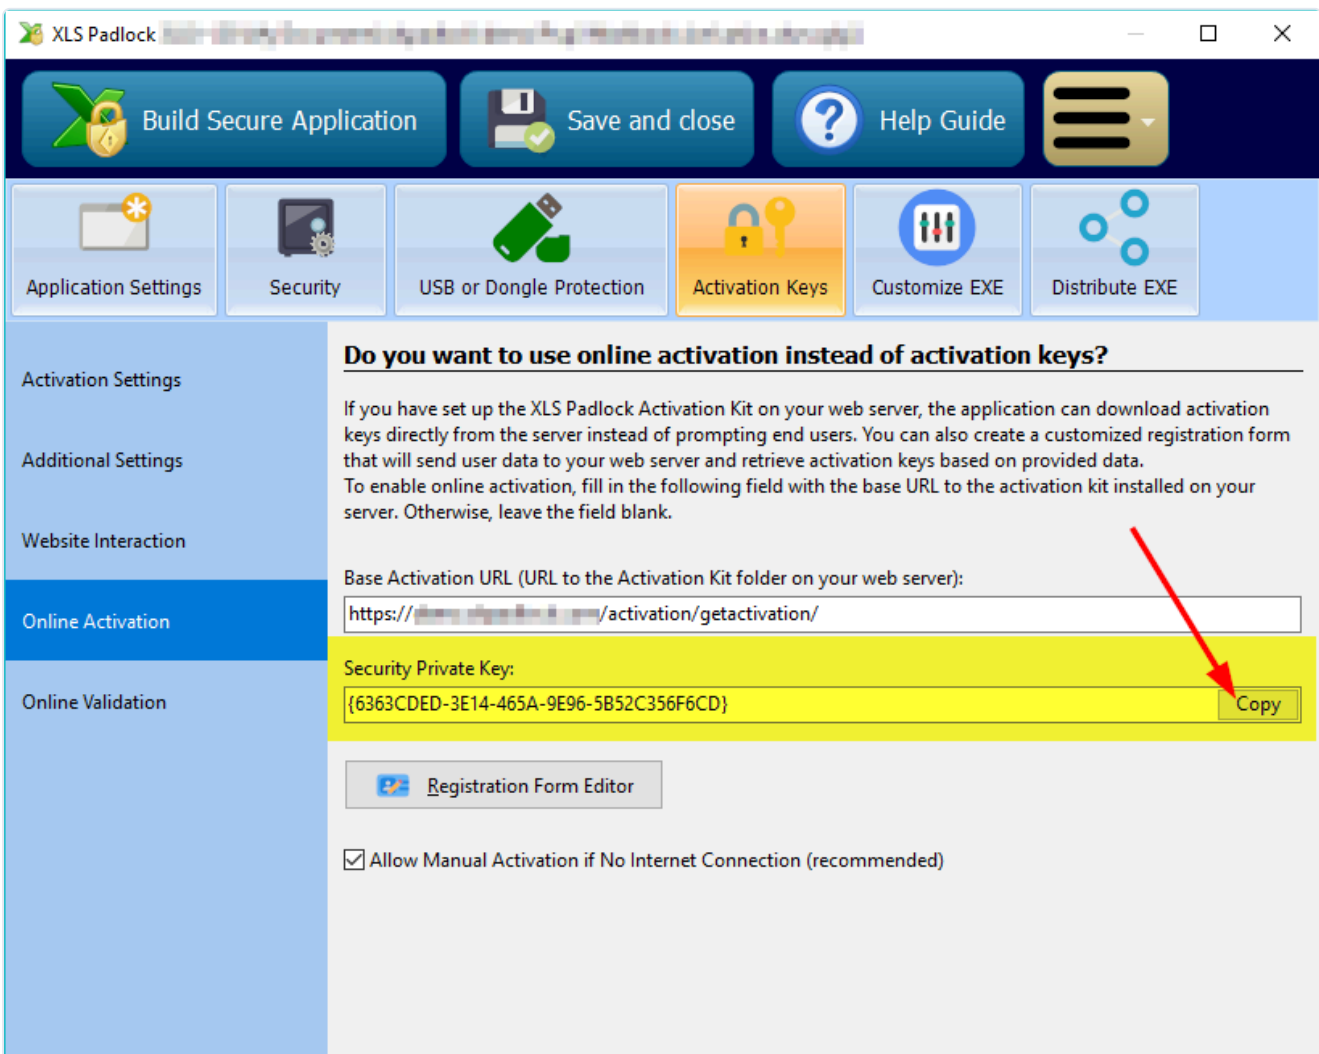 XLS Padlock
Build Secure Application
Save and close
Help Guide
Application Settings
Security
USB or Dongle Protection
Activation Keys
Customize EXE
Distribute EXE
Activation Settings
Additional Settings
Website Interaction
Online Activation
Online Validation
Do you want to use online activation instead of activation keys?
If you have set up the XLS Padlock Activation Kit on your web server, the application can download activation
keys directly from the server instead of prompting end users. You can also create a customized registration form
that will send user data to your web server and retrieve activation keys based on provided data.
To enable online activation, fill in the following field with the base URL to the activation kit installed on your
server. Otherwise, leave the field blank.
Base Activation URL (URL to the Activation Kit folder on your web server):
https:// /activation/getactivation/
Security Private Key:
{6363CDED-3E14-465A-9E96-5B52C356F6CD}
Copy
Registration Form Editor
Allow Manual Activation if No Internet Connection (recommended)